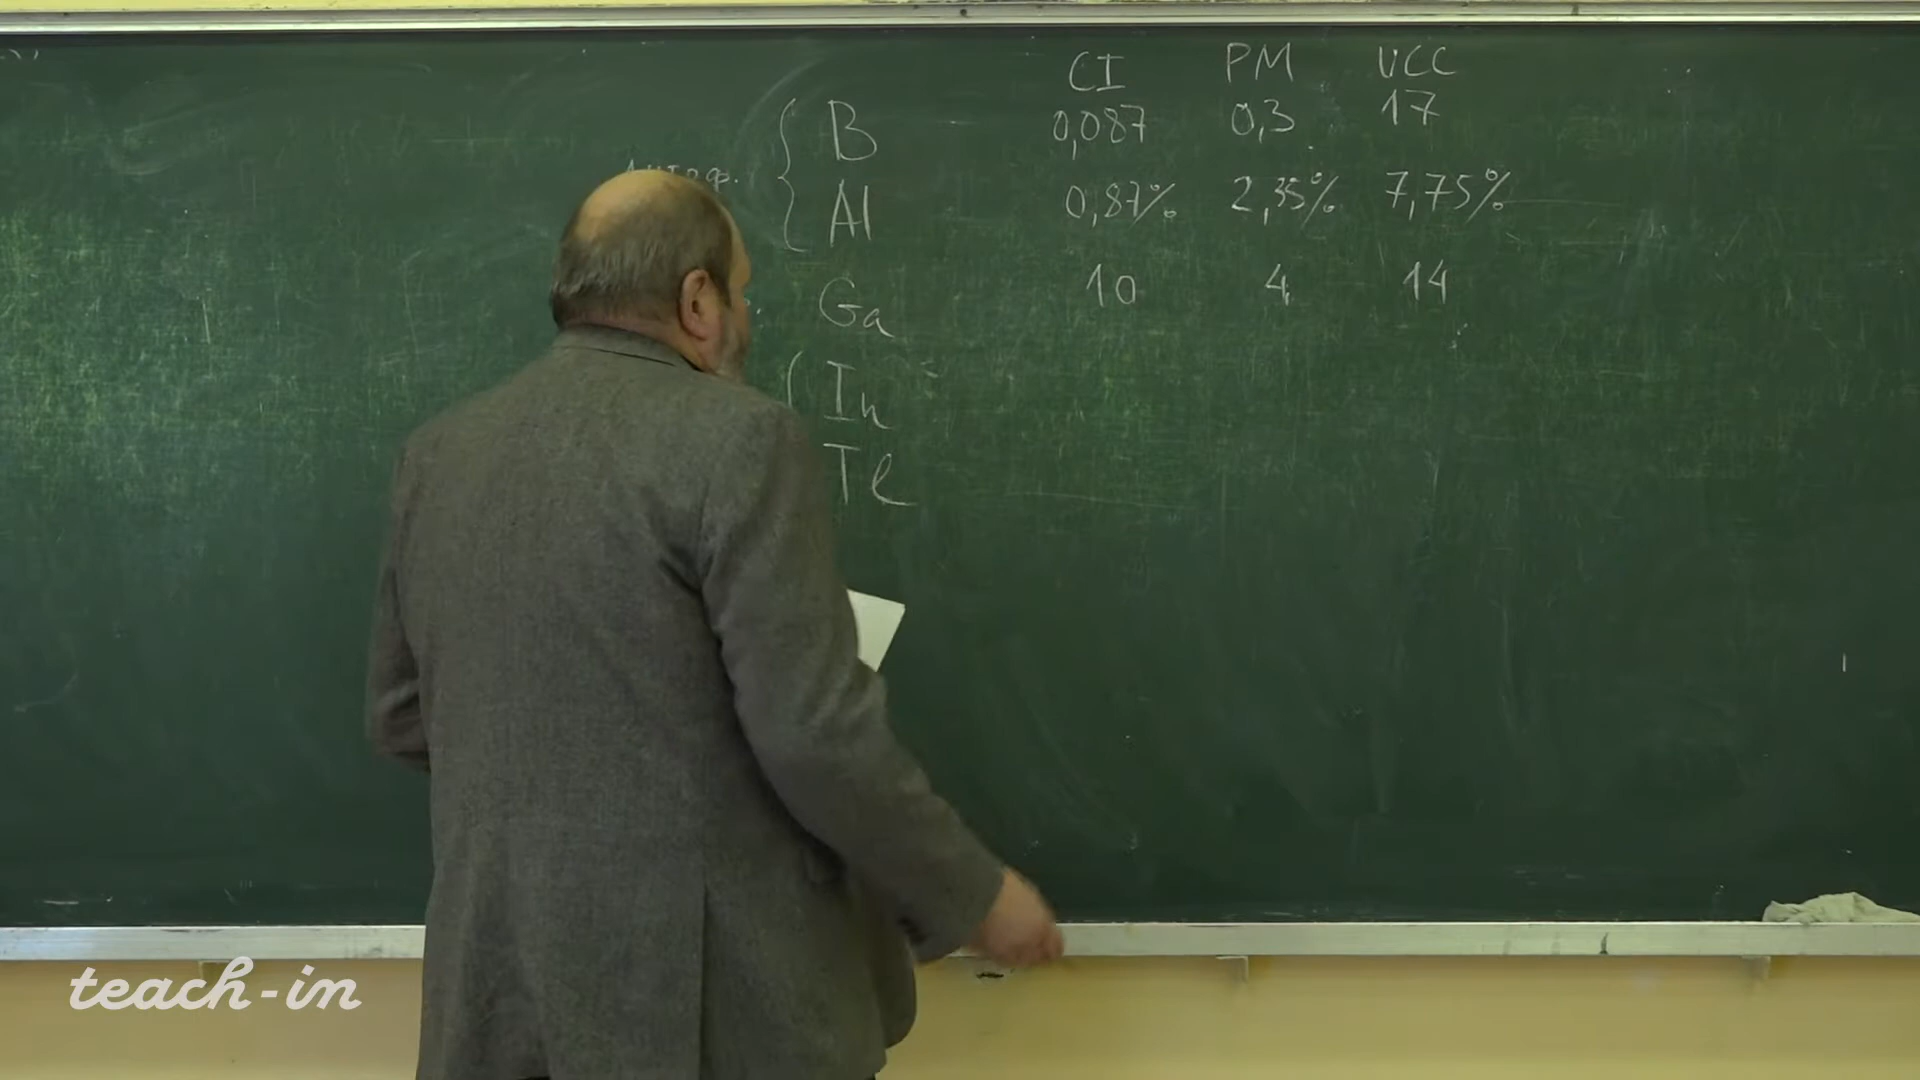 CI PM UCC
B 0,087 0,3 17
Al 0,87% 2,35% 7,75%
Ga 10 4 14
In
Tl
teach-in